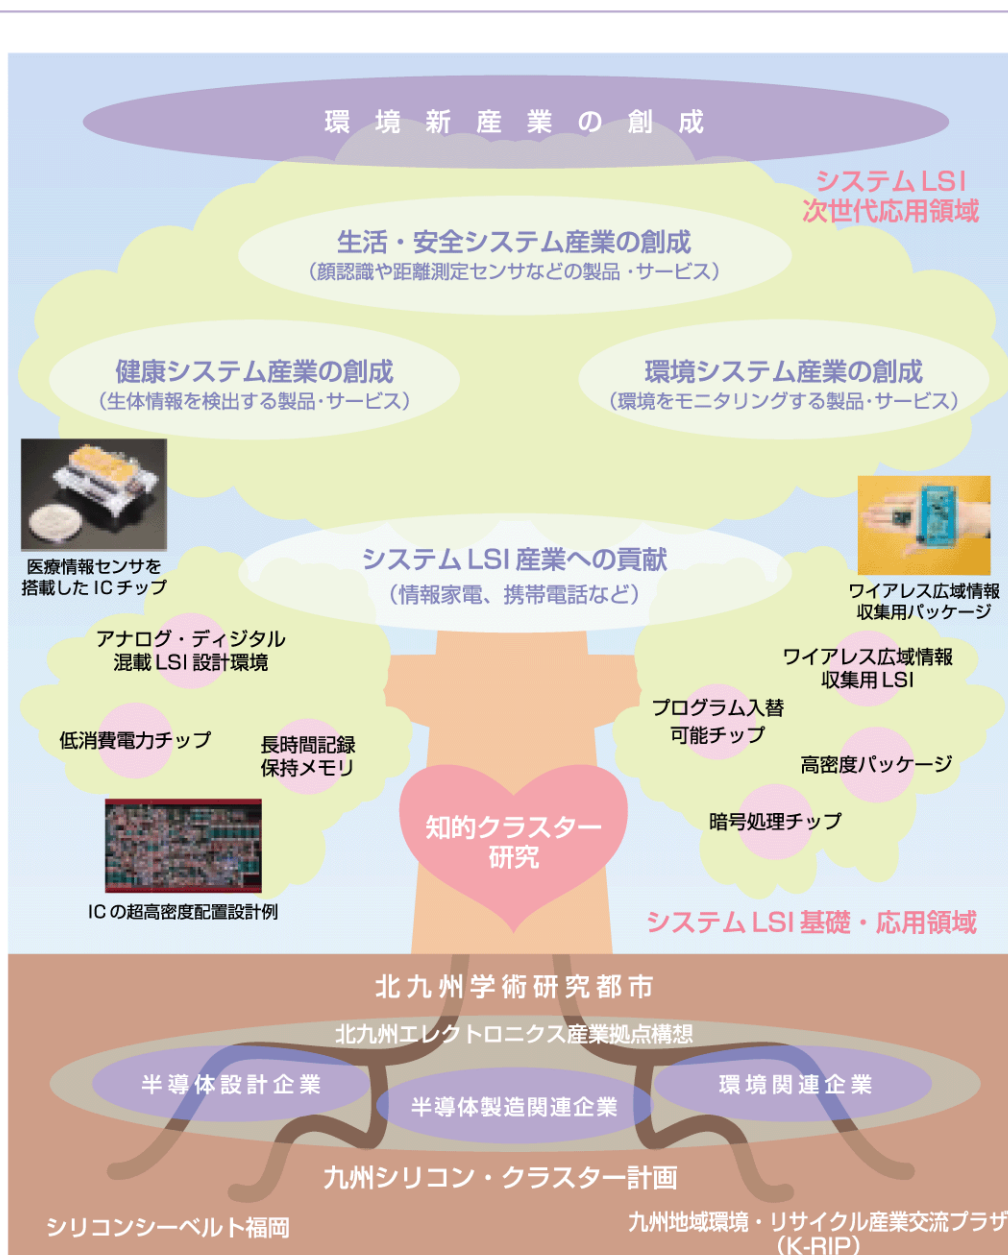 環境新産業の創成
システムLSI
次世代応用領域
生活・安全システム産業の創成
（顔認識や距離測定センサなどの製品・サービス）
健康システム産業の創成
（生体情報を検出する製品・サービス）
環境システム産業の創成
（環境をモニタリングする製品・サービス）
医療情報センサを
搭載したICチップ
システムLSI産業への貢献
（情報家電、携帯電話など）
ワイアレス広域情報
収集用パッケージ
アナログ・ディジタル
混載LSI設計環境
低消費電力チップ
長時間記録
保持メモリ
ワイアレス広域情報
収集用LSI
プログラム入替
可能チップ
高密度パッケージ
暗号処理チップ
知的クラスター
研究
ICの超高密度配置設計例
システムLSI基礎・応用領域
北九州学術研究都市
北九州エレクトロニクス産業拠点構想
半導体設計企業
半導体製造関連企業
環境関連企業
九州シリコン・クラスター計画
シリコンシーベルト福岡
九州地域環境・リサイクル産業交流プラザ
（K-RIP）